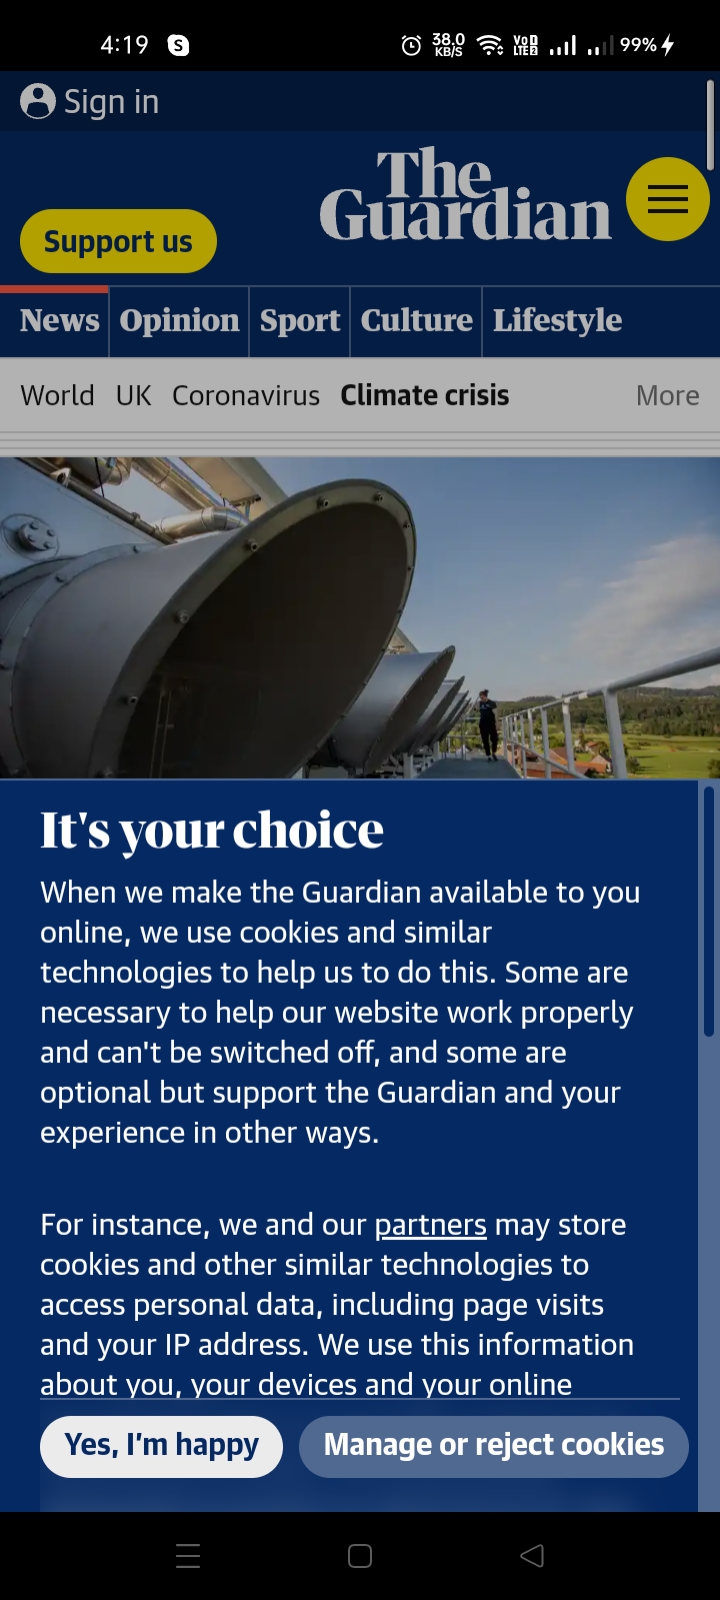 4:19 S 38.0 KB/S Vo 1 LTE 2 99%
Sign in
The
Guardian
Support us
News Opinion Sport Culture Lifestyle
World UK Coronavirus Climate crisis More
It's your choice
When we make the Guardian available to you
online, we use cookies and similar
technologies to help us to do this. Some are
necessary to help our website work properly
and can't be switched off, and some are
optional but support the Guardian and your
experience in other ways.
For instance, we and our partners may store
cookies and other similar technologies to
access personal data, including page visits
and your IP address. We use this information
about you, your devices and your online
Yes, I’m happy Manage or reject cookies